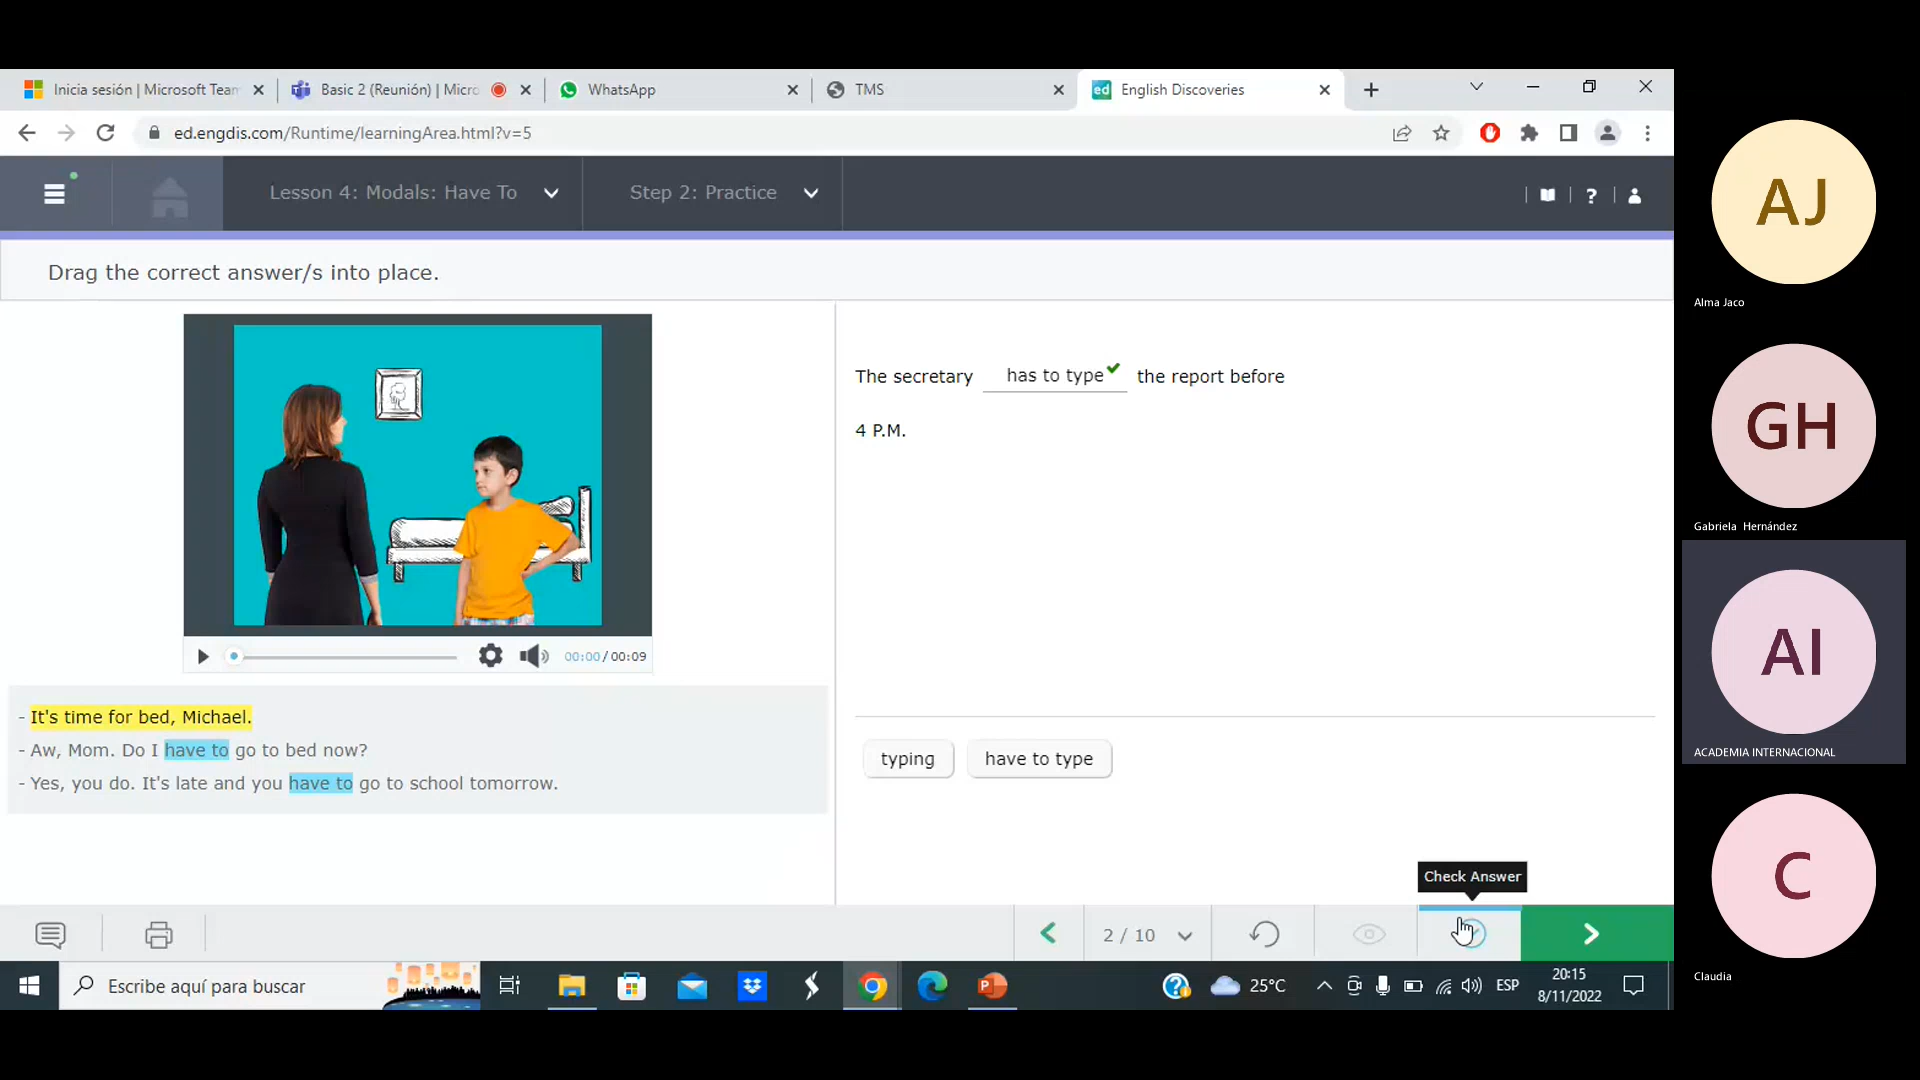 Inicia sesión | Microsoft Team
Basic 2 (Reunión) | Micro
WhatsApp
TMS
ed
English Discoveries
ed.engdis.com/Runtime/learningArea.html?v=5
Lesson 4: Modals: Have To
Step 2: Practice
?
Drag the correct answer/s into place.
The secretary has to type the report before
4 P.M.
00:00/00:09
- It's time for bed, Michael.
- Aw, Mom. Do I have to go to bed now?
- Yes, you do. It's late and you have to go to school tomorrow.
typing
have to type
Check Answer
2 / 10
Escribe aquí para buscar
P
?
25°C
ESP
20:15
8/11/2022
AJ
Alma Jaco
GH
Gabriela Hernández
AI
ACADEMIA INTERNACIONAL
C
Claudia